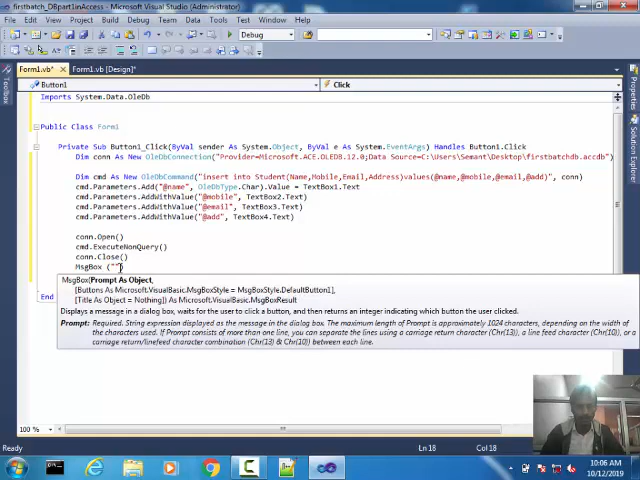 firstbatch_DBpart1inAccess - Microsoft Visual Studio (Administrator)
File Edit View Project Build Debug Team Data Tools Test Window Help
Debug
Form1.vb* Form1.vb [Design]*
Button1 Click
Toolbox
Properties
Solution Explorer
Imports System.Data.OleDb
Public Class Form1
Private Sub Button1_Click(ByVal sender As System.Object, ByVal e As System.EventArgs) Handles Button1.Click
Dim conn As New OleDbConnection("Provider=Microsoft.ACE.OLEDB.12.0;Data Source=C:\Users\Semant\Desktop\firstbatchdb.accdb")
Dim cmd As New OleDbCommand("insert into Student(Name,Mobile,Email,Address)values(@name,@mobile,@email,@add)", conn)
cmd.Parameters.Add("@name", OleDbType.Char).Value = TextBox1.Text
cmd.Parameters.AddWithValue("@mobile", TextBox2.Text)
cmd.Parameters.AddWithValue("@email", TextBox3.Text)
cmd.Parameters.AddWithValue("@add", TextBox4.Text)
conn.Open()
cmd.ExecuteNonQuery()
conn.Close()
MsgBox ("")
MsgBox(Prompt As Object,
[Buttons As Microsoft.VisualBasic.MsgBoxStyle = MsgBoxStyle.DefaultButton1],
[Title As Object = Nothing]) As Microsoft.VisualBasic.MsgBoxResult
Displays a message in a dialog box, waits for the user to click a button, and then returns an integer indicating which button the user clicked.
Prompt: Required. String expression displayed as the message in the dialog box. The maximum length of Prompt is approximately 1024 characters, depending on the width of
the characters used. If Prompt consists of more than one line, you can separate the lines using a carriage return character (Chr(13)), a line feed character (Chr(10)), or a
carriage return/linefeed character combination (Chr(13) & Chr(10)) between each line.
End
100 %
Ready Ln 18 Col 18
10:06 AM
10/12/2019